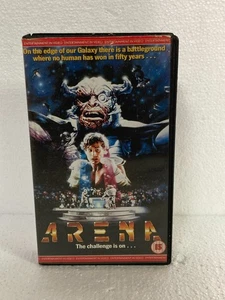 On the edge of our Galaxy there is a battleground
where no human has won in fifty years . . .
ARENA
The challenge is on . . .
18